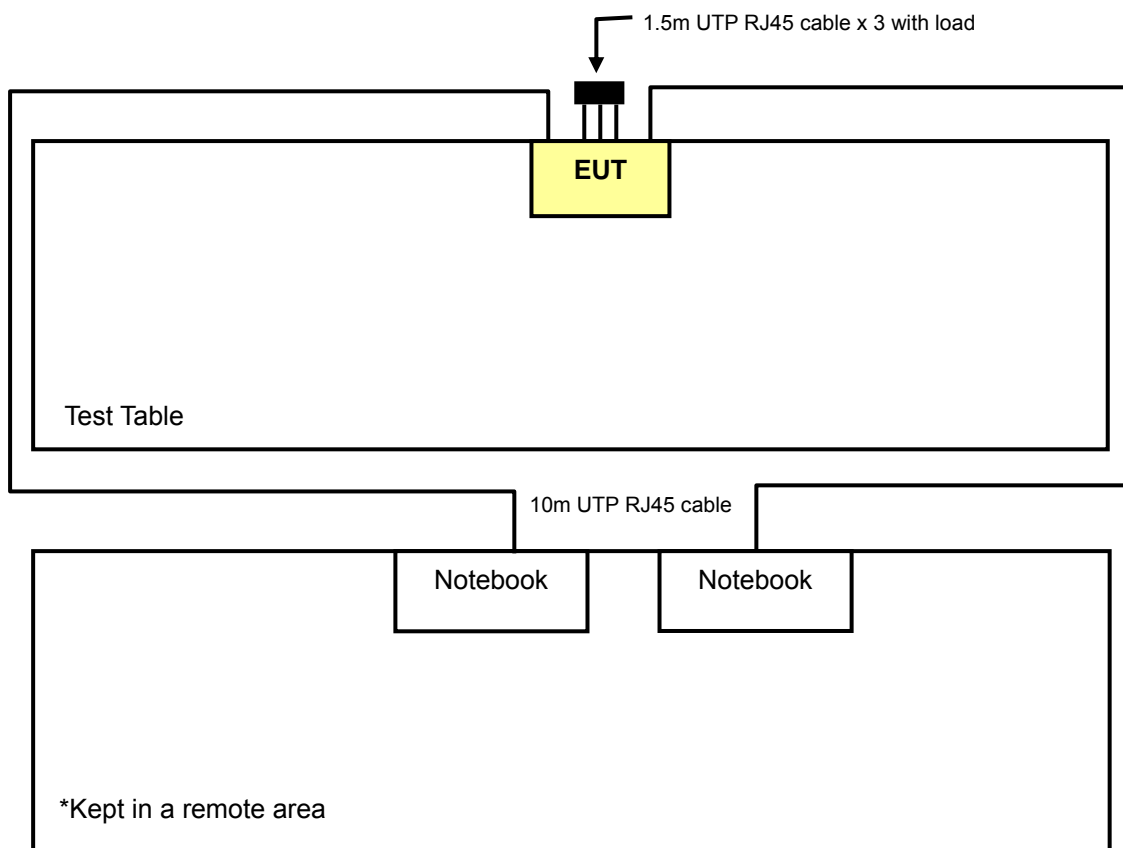 1.5m UTP RJ45 cable x 3 with load
EUT
Test Table
10m UTP RJ45 cable
Notebook
Notebook
*Kept in a remote area